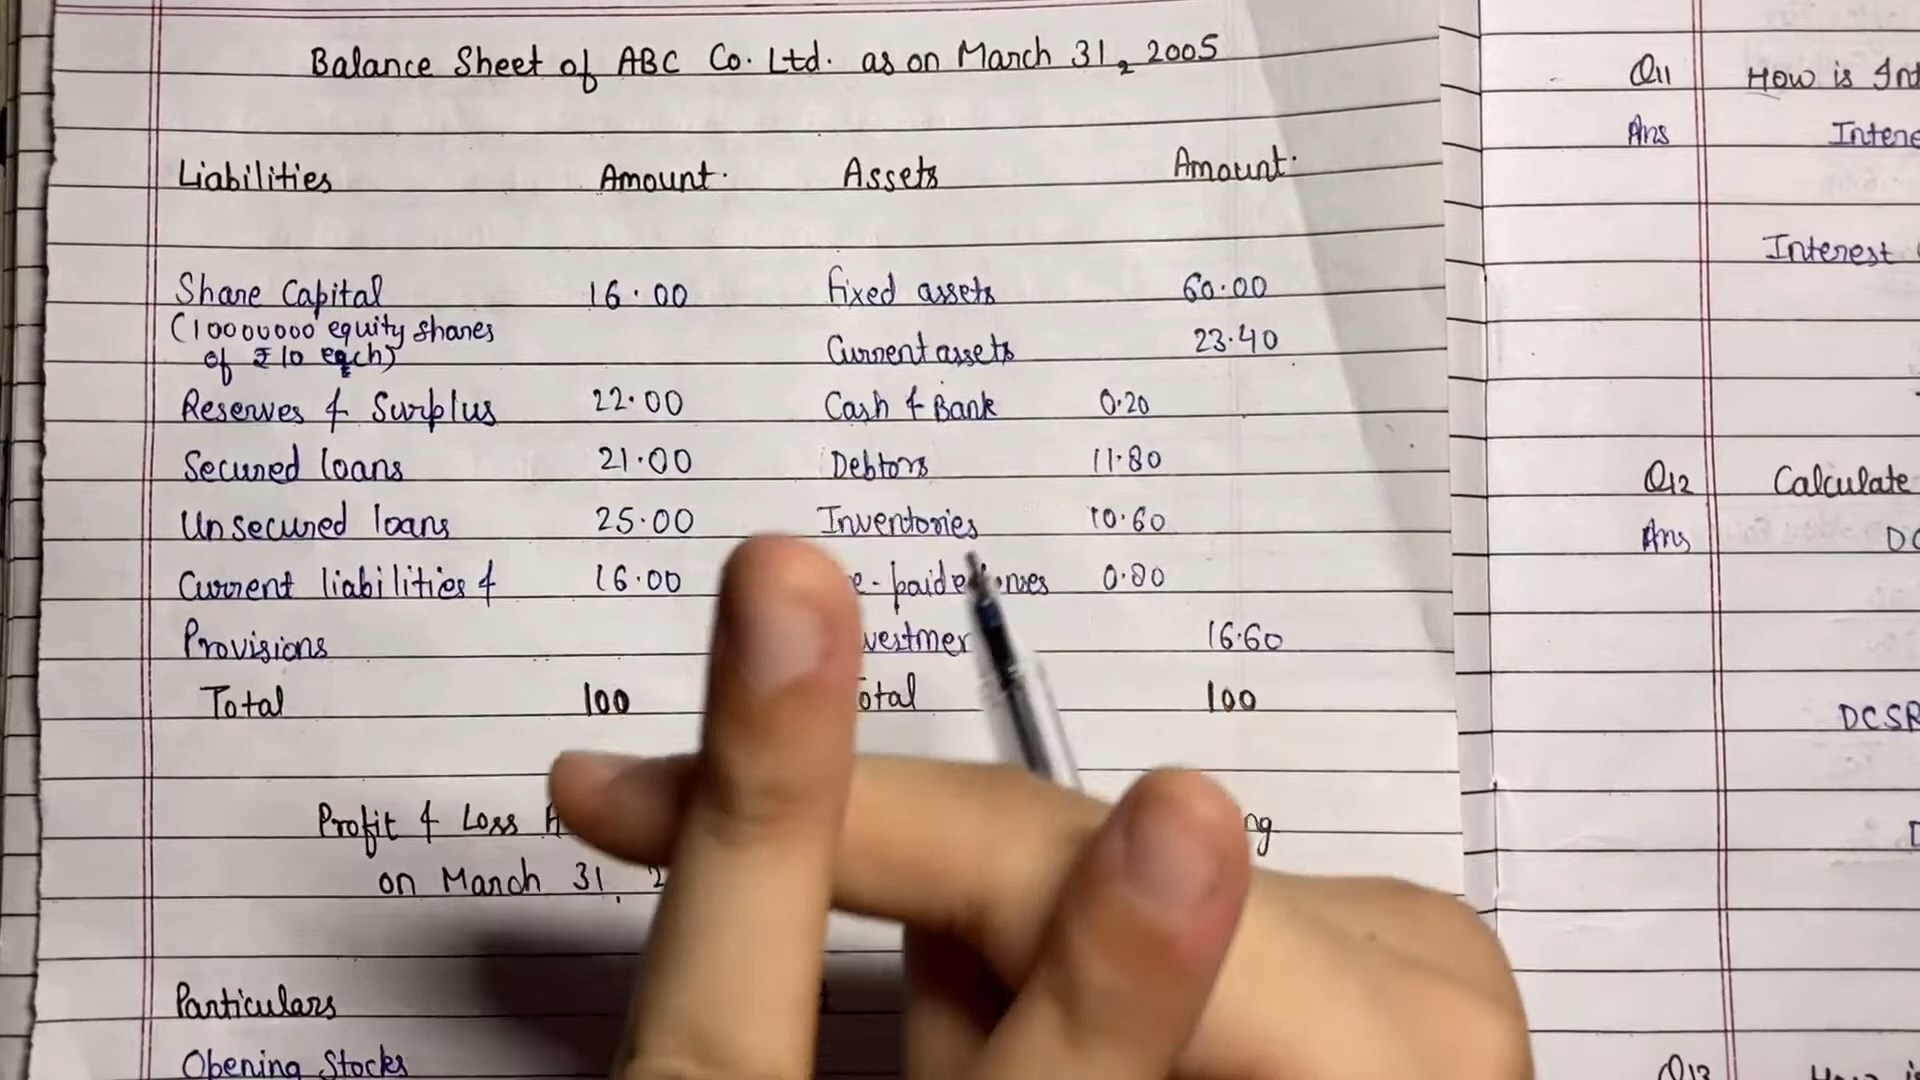 Balance Sheet of ABC Co. Ltd. as on March 31, 2005
Liabilities Amount. Assets Amount.
Share Capital 16.00 fixed assets 60.00
(10000000 equity shares
of ₹10 each)
Current assets 23.40
Reserves & Surplus 22.00 Cash & Bank 0.20
Secured loans 21.00 Debtors 11.80
Unsecured loans 25.00 Inventories 10.60
Current liabilities & 16.00 0.80
Provisions 16.60
Total 100 100
Profit & Loss
on March 31,
Particulars
Opening Stocks
Q11 How is
Ans
Interest
Q12 Calculate
Ans
Q13